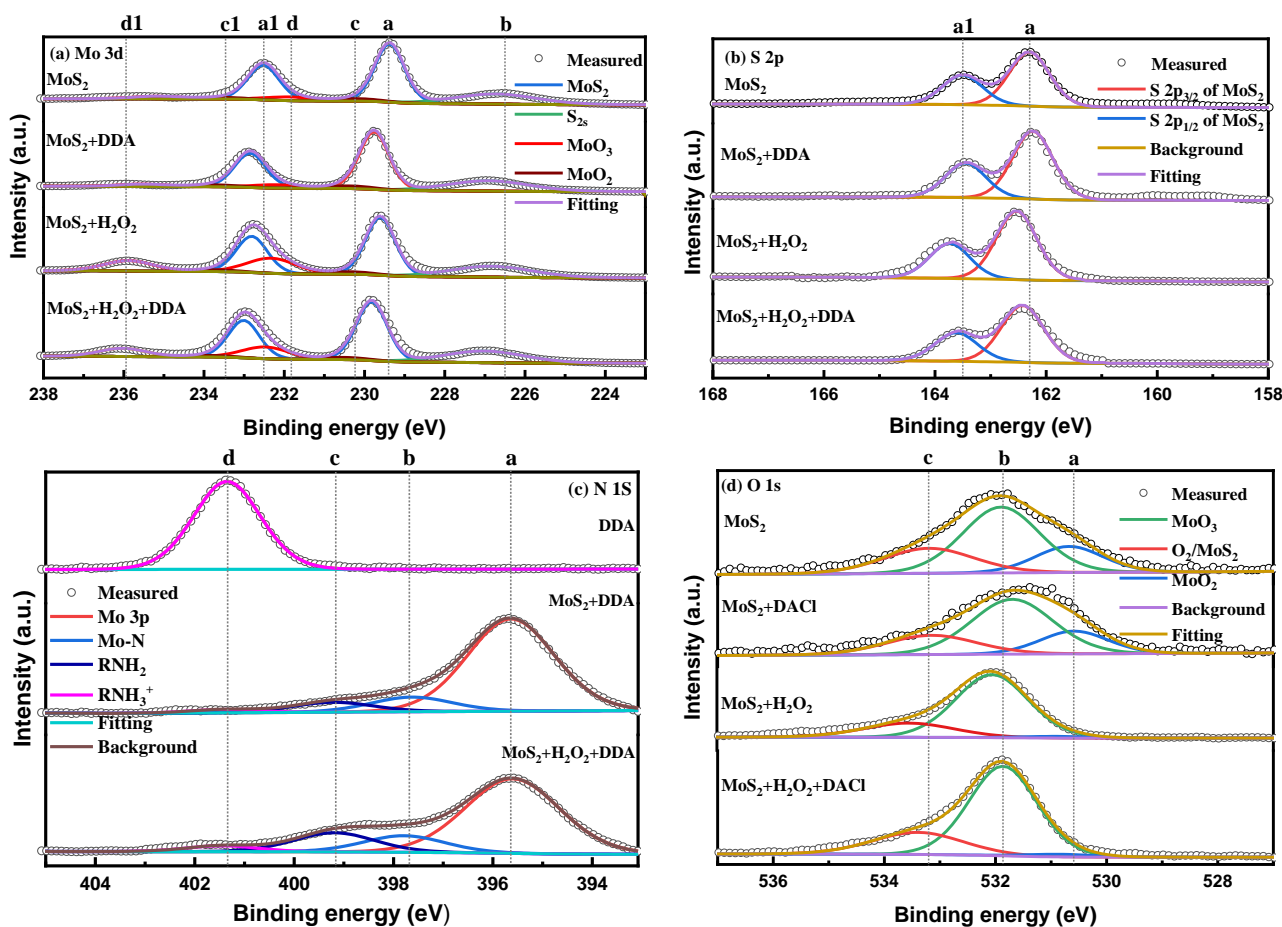 d1 c1 a1 d c a b
(a) Mo 3d
MoS2
MoS2+DDA
MoS2+H2O2
MoS2+H2O2+DDA
Measured
MoS2
S2s
MoO3
MoO2
Fitting
Intensity (a.u.)
238 236 234 232 230 228 226 224
Binding energy (eV)
a1 a
(b) S 2p
MoS2
MoS2+DDA
MoS2+H2O2
MoS2+H2O2+DDA
Measured
S 2p3/2 of MoS2
S 2p1/2 of MoS2
Background
Fitting
Intensity (a.u.)
168 166 164 162 160 158
Binding energy (eV)
d c b a
(c) N 1S
DDA
MoS2+DDA
MoS2+H2O2+DDA
Measured
Mo 3p
Mo-N
RNH2
RNH3+
Fitting
Background
Intensity (a.u.)
404 402 400 398 396 394
Binding energy (eV)
c b a
(d) O 1s
MoS2
MoS2+DACl
MoS2+H2O2
MoS2+H2O2+DACl
Measured
MoO3
O2/MoS2
MoO2
Background
Fitting
Intensity (a.u.)
536 534 532 530 528
Binding energy (eV)